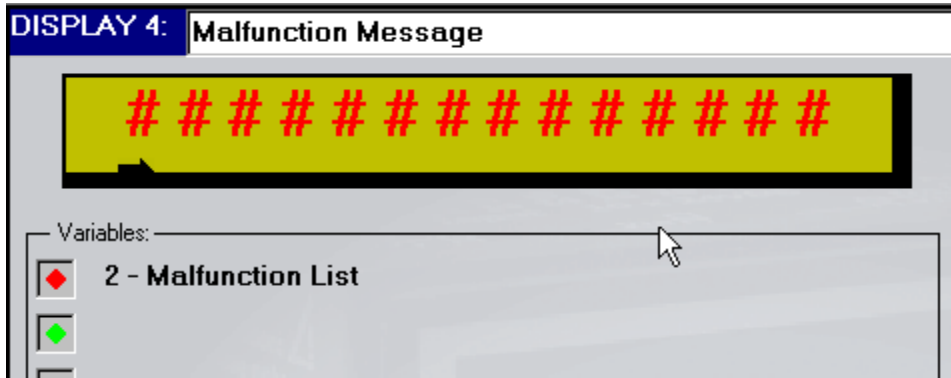 DISPLAY 4: Malfunction Message
# # # # # # # # # # # # # #
Variables:
2 - Malfunction List